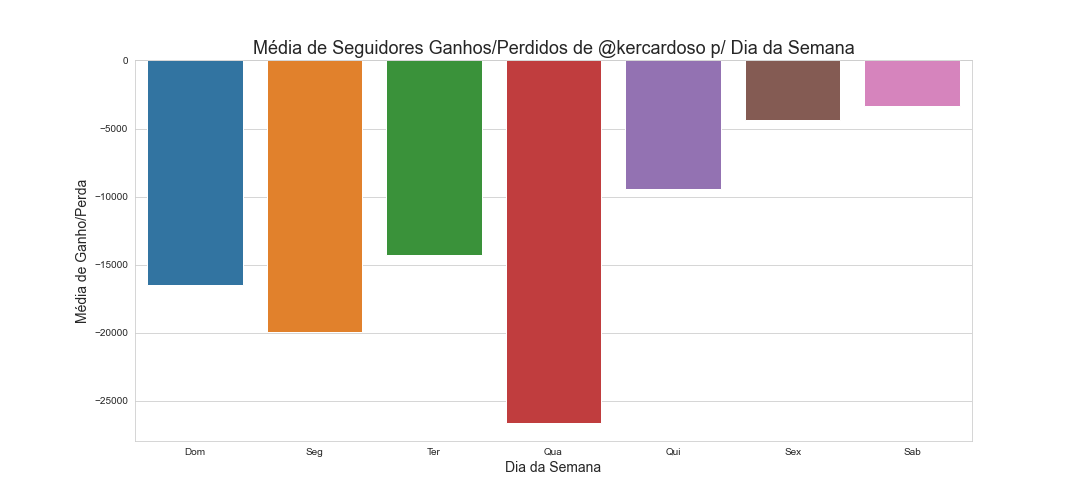 Média de Seguidores Ganhos/Perdidos de @kercardoso p/ Dia da Semana
Média de Ganho/Perda
0
−5000
−10000
−15000
−20000
−25000
Dom Seg Ter Qua Qui Sex Sab
Dia da Semana